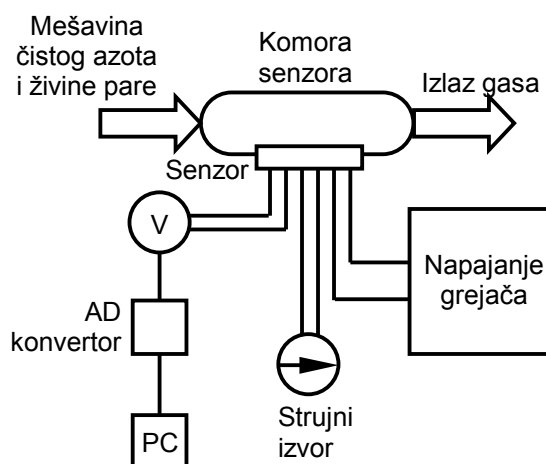 Mešavina
čistog azota
i živine pare
Komora
senzora
Izlaz gasa
Senzor
V
Napajanje
grejača
AD
konvertor
Strujni
izvor
PC